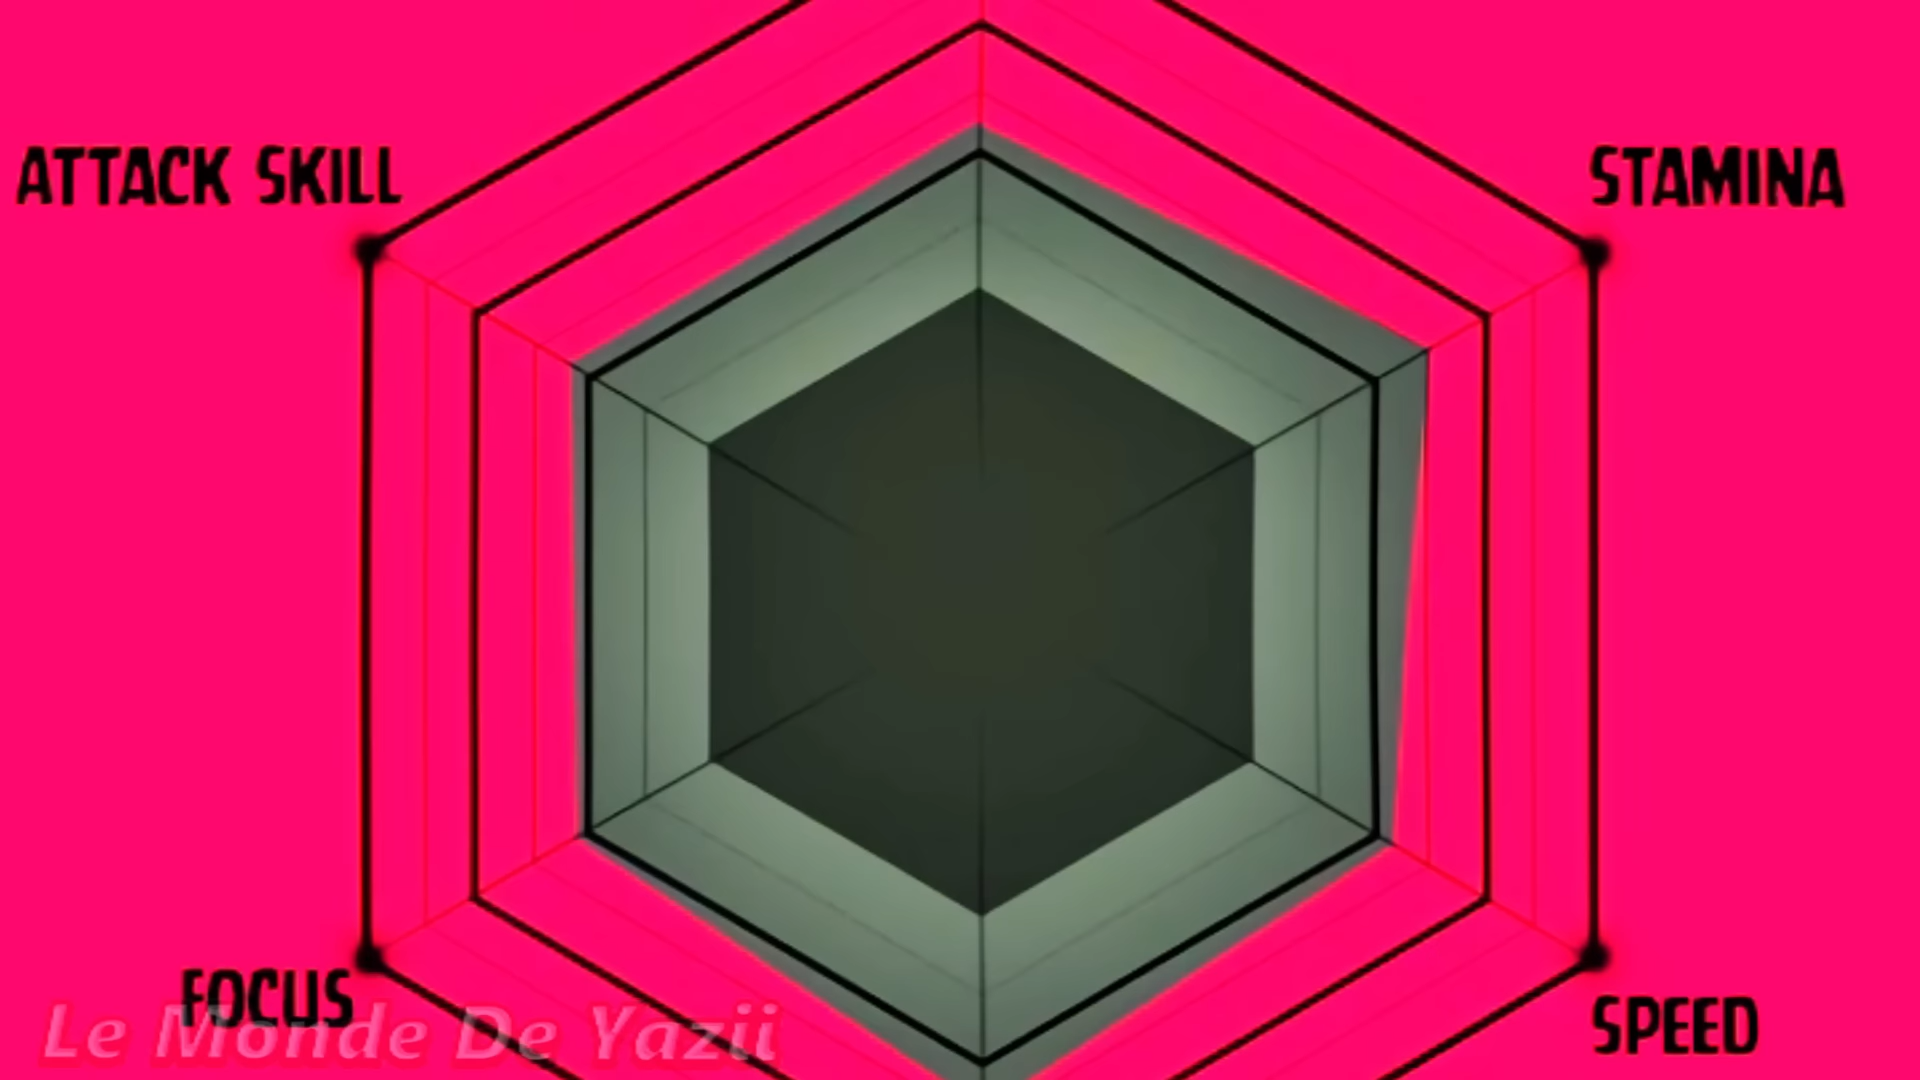 ATTACK SKILL
STAMINA
FOCUS
SPEED
Le Monde De Yazii